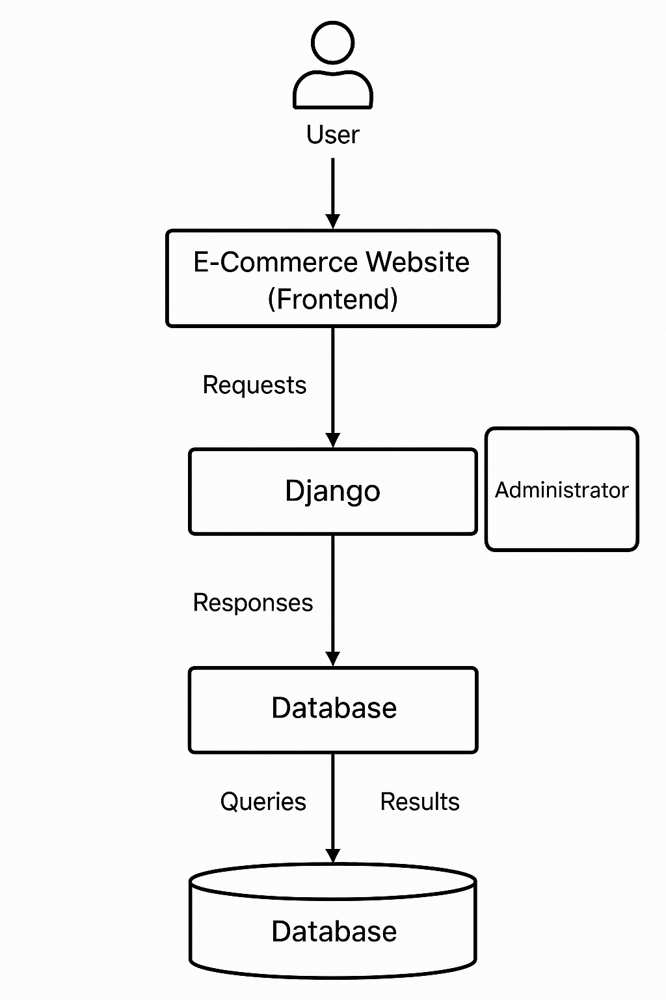 User
E-Commerce Website
(Frontend)
Requests
Django
Administrator
Responses
Database
Queries
Results
Database